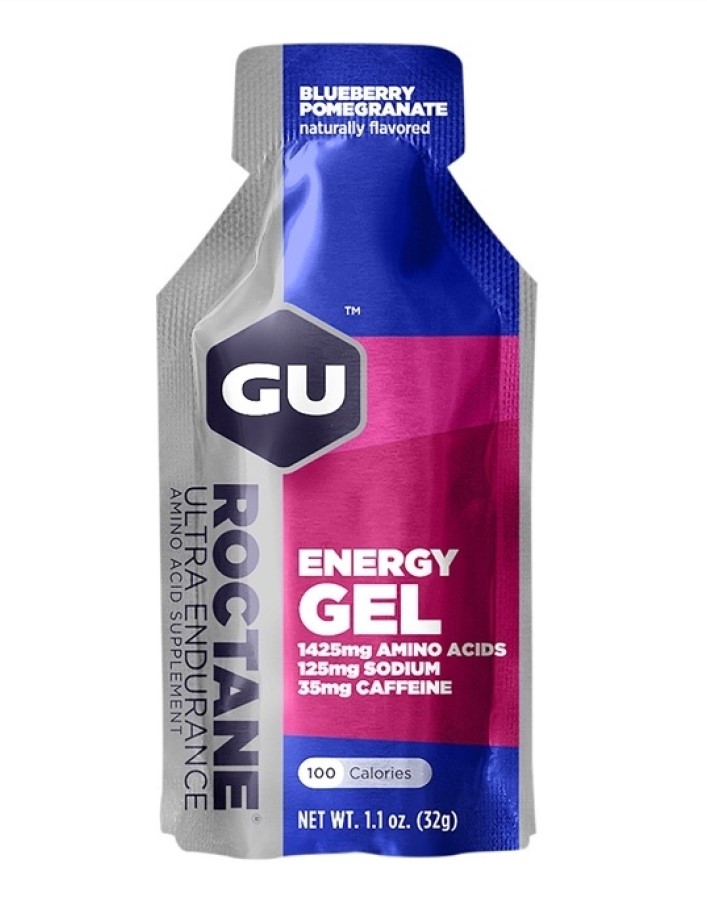 BLUEBERRY
POMEGRANATE
naturally flavored
™
GU
ROCTANE
ULTRA ENDURANCE
AMINO ACID SUPPLEMENT
®
ENERGY
GEL
1425mg AMINO ACIDS
125mg SODIUM
35mg CAFFEINE
100 Calories
NET WT. 1.1 oz. (32g)